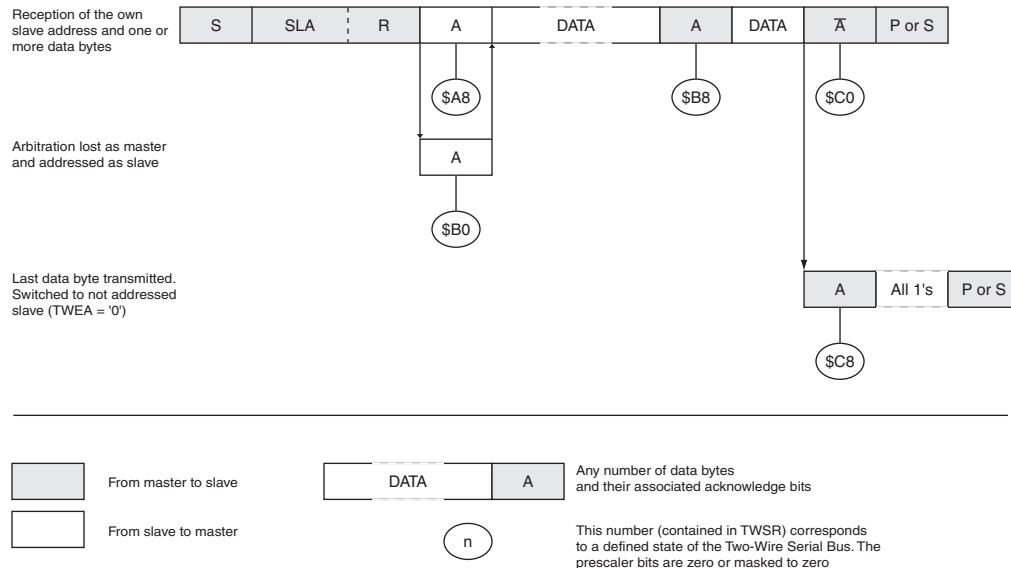 Reception of the own
slave address and one or
more data bytes
S SLA R A DATA A DATA A̅ P or S
$A8 $B8 $C0
Arbitration lost as master
and addressed as slave
A
$B0
Last data byte transmitted.
Switched to not addressed
slave (TWEA = '0')
A All 1's P or S
$C8
From master to slave
DATA A
Any number of data bytes
and their associated acknowledge bits
From slave to master
n
This number (contained in TWSR) corresponds
to a defined state of the Two-Wire Serial Bus. The
prescaler bits are zero or masked to zero